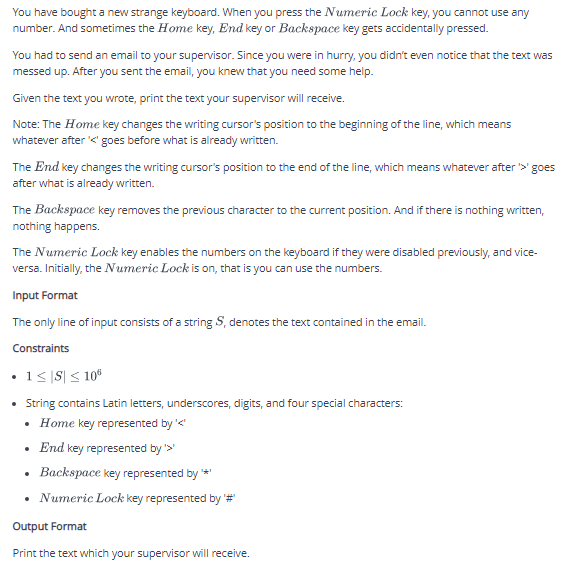 You have bought a new strange keyboard. When you press the Numeric Lock key, you cannot use any
number. And sometimes the Home key, End key or Backspace key gets accidentally pressed.
You had to send an email to your supervisor. Since you were in hurry, you didn't even notice that the text was
messed up. After you sent the email, you knew that you need some help.
Given the text you wrote, print the text your supervisor will receive.
Note: The Home key changes the writing cursor's position to the beginning of the line, which means
whatever after '<' goes before what is already written.
The End key changes the writing cursor's position to the end of the line, which means whatever after '>' goes
after what is already written.
The Backspace key removes the previous character to the current position. And if there is nothing written,
nothing happens.
The Numeric Lock key enables the numbers on the keyboard if they were disabled previously, and vice-
versa. Initially, the Numeric Lock is on, that is you can use the numbers.
Input Format
The only line of input consists of a string S, denotes the text contained in the email.
Constraints
• 1 ≤ |S| ≤ 10⁶
• String contains Latin letters, underscores, digits, and four special characters:
• Home key represented by '<'
• End key represented by '>'
• Backspace key represented by '*'
• Numeric Lock key represented by '#'
Output Format
Print the text which your supervisor will receive.